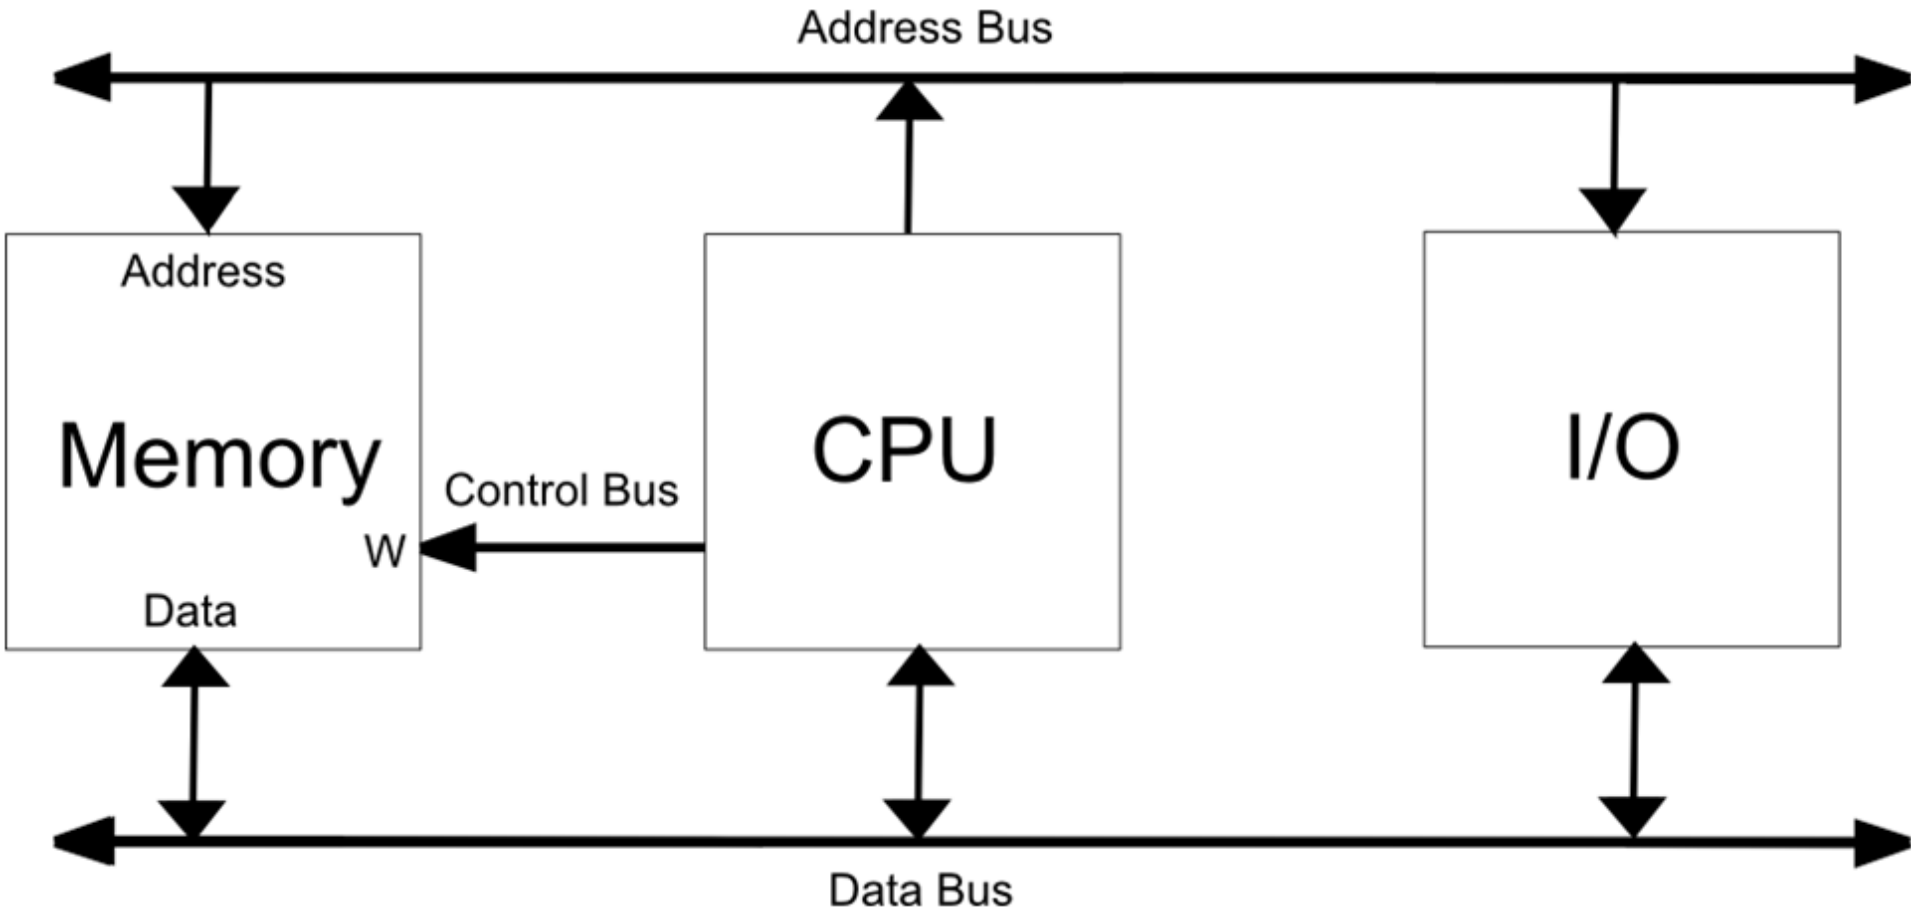 Address Bus
Address
Memory
CPU
I/O
Control Bus
W
Data
Data Bus